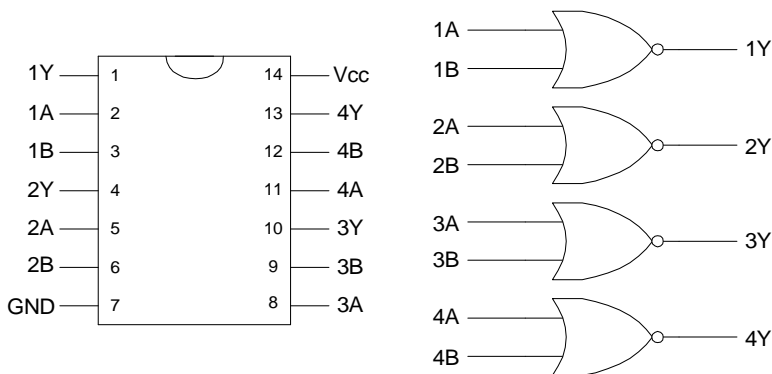 1Y 1 14 Vcc
1A 2 13 4Y
1B 3 12 4B
2Y 4 11 4A
2A 5 10 3Y
2B 6 9 3B
GND 7 8 3A
1A
1B
1Y
2A
2B
2Y
3A
3B
3Y
4A
4B
4Y